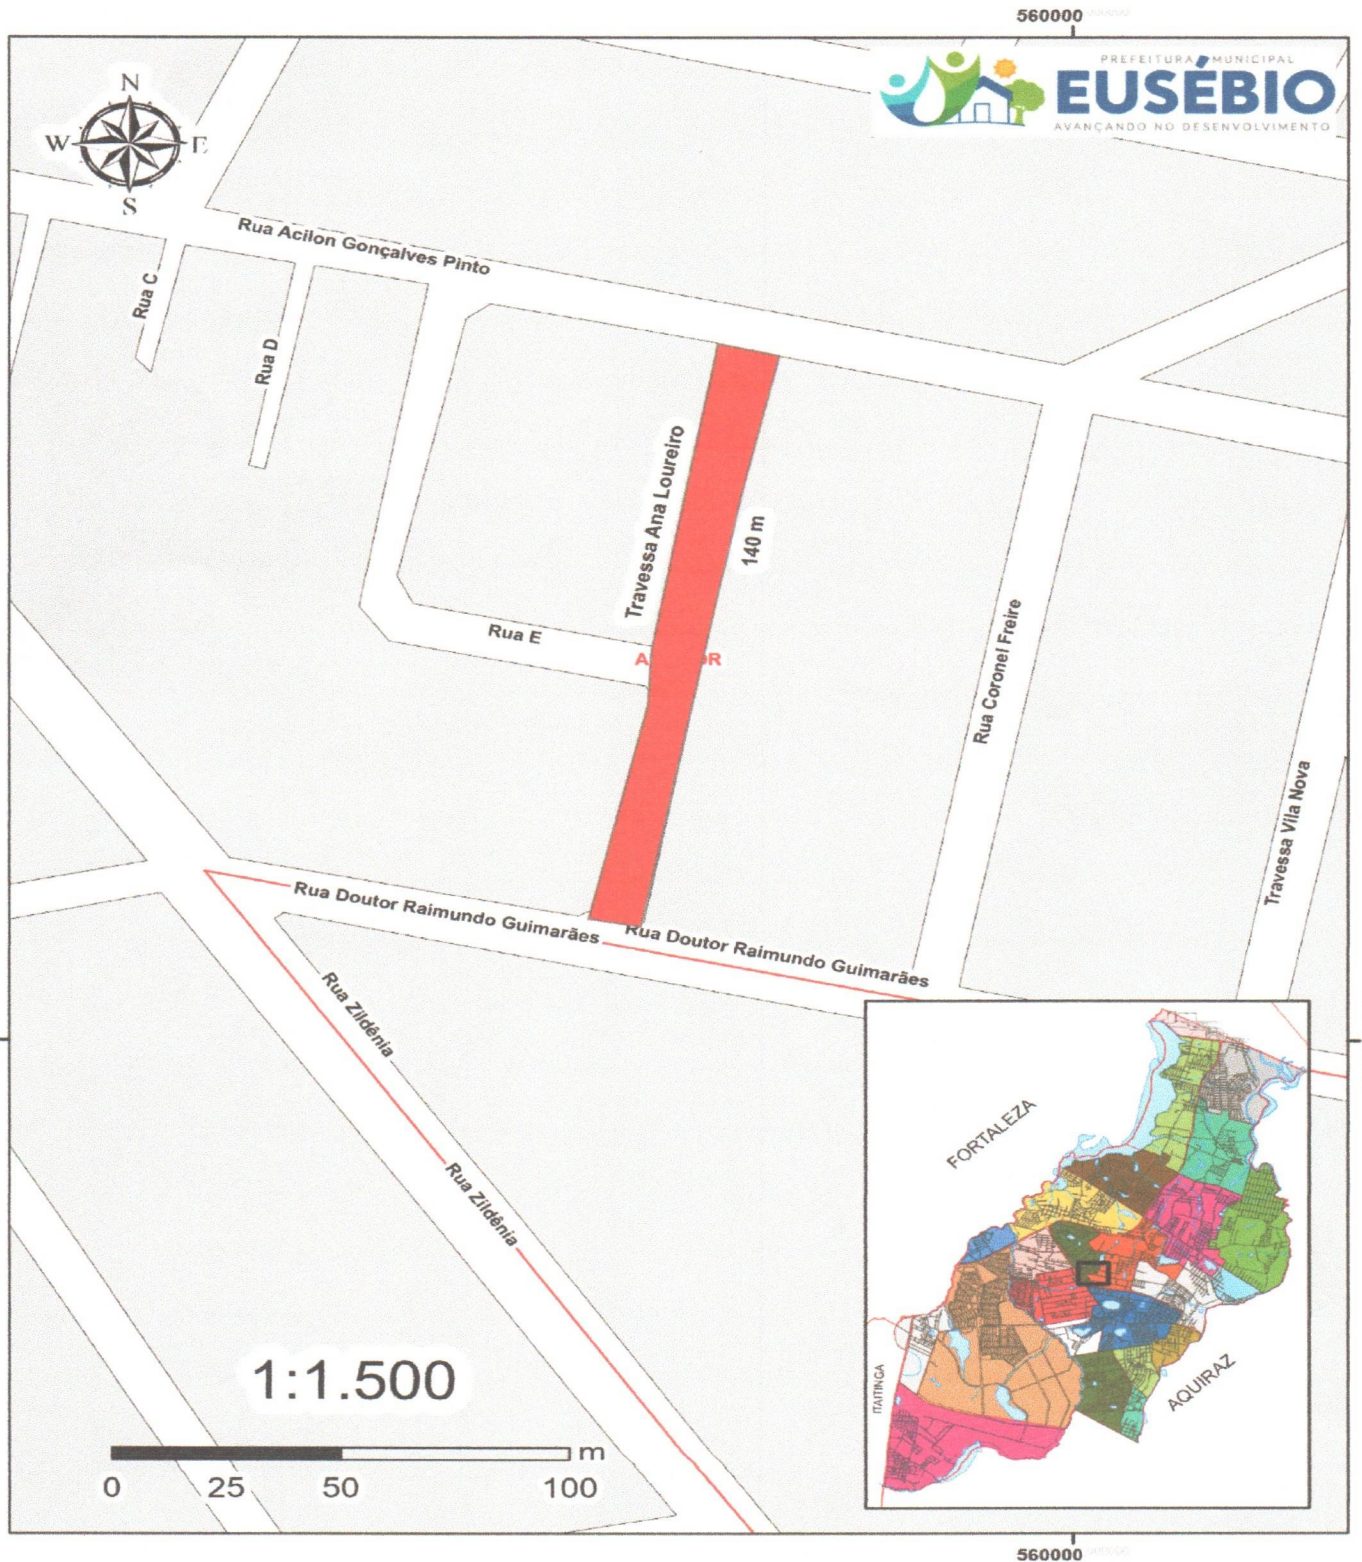 560000
N
W
E
S
PREFEITURA MUNICIPAL
EUSÉBIO
AVANÇANDO NO DESENVOLVIMENTO
Rua Acilon Gonçalves Pinto
Rua C
Rua D
Travessa Ana Loureiro
140 m
Rua E
Rua Coronel Freire
Travessa Vila Nova
Rua Doutor Raimundo Guimarães
Rua Doutor Raimundo Guimarães
Rua Zildênia
Rua Zildênia
FORTALEZA
AQUIRAZ
ITAITINGA
1:1.500
m
0 25 50 100
560000